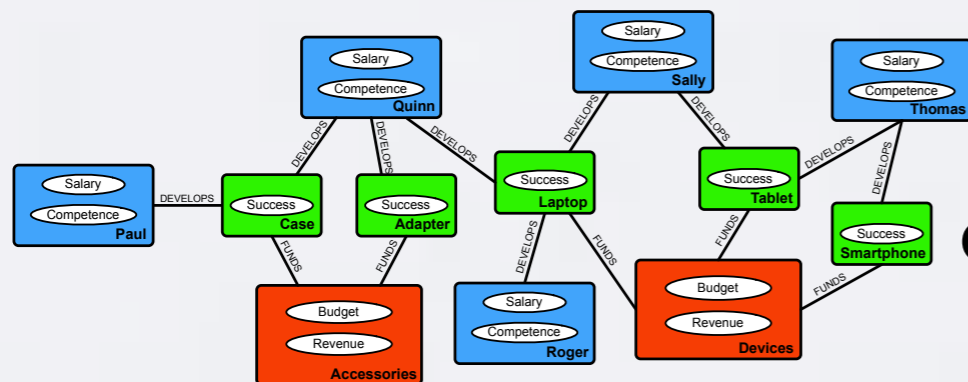 Salary
Competence
Quinn
Salary
Competence
Sally
Salary
Competence
Thomas
DEVELOPS
DEVELOPS
DEVELOPS
DEVELOPS
DEVELOPS
DEVELOPS
DEVELOPS
Salary
Competence
Paul
DEVELOPS
Success
Case
Success
Adapter
Success
Laptop
Success
Tablet
Success
Smartphone
FUNDS
FUNDS
DEVELOPS
FUNDS
FUNDS
FUNDS
Budget
Revenue
Accessories
Salary
Competence
Roger
Budget
Revenue
Devices